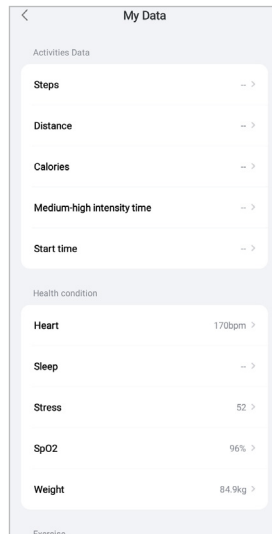 My Data
Activities Data
Steps -- >
Distance -- >
Calories -- >
Medium-high intensity time -- >
Start time -- >
Health condition
Heart 170bpm >
Sleep -- >
Stress 52 >
SpO2 96% >
Weight 84.9kg >
Exercise